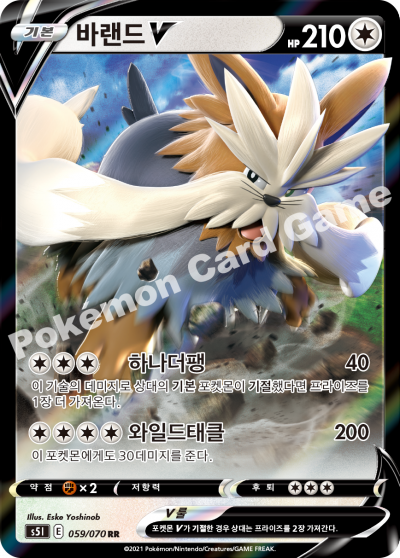 기본 바랜드 V HP 210
Pokemon Card Game
하나더팽 40
이 기술의 데미지로 상대의 기본 포켓몬이 기절했다면 프라이즈를
1장 더 가져온다.
와일드태클 200
이 포켓몬에게도 30데미지를 준다.
약점 ×2 저항력 후퇴
Illus. Eske Yoshinob
V룰
s5I E 059/070 RR
포켓몬 V가 기절한 경우 상대는 프라이즈를 2장 가져간다.
©2021 Pokémon/Nintendo/Creatures/GAME FREAK.